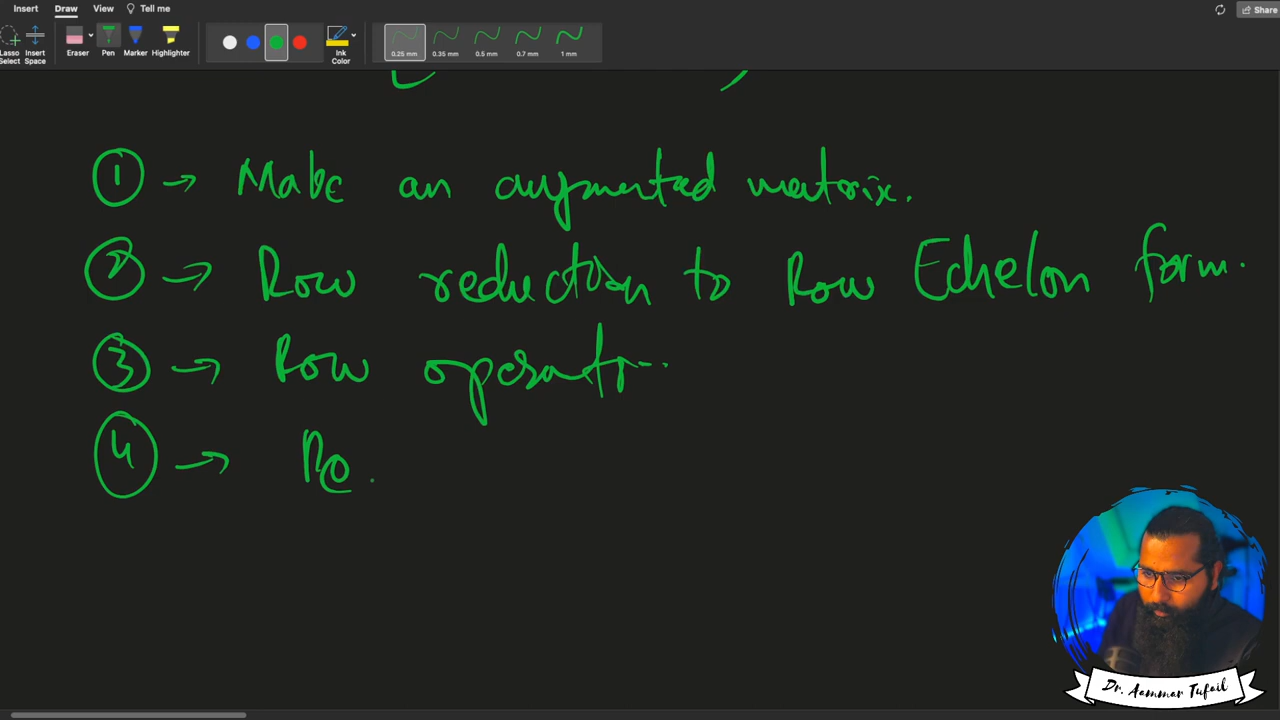 Insert Draw View Tell me Share
Lasso Select Insert Space Eraser Pen Marker Highlighter Ink Color 0.25 mm 0.35 mm 0.5 mm 0.7 mm 1 mm
1 → Make an augmented matrix.
2 → Row reduction to Row Echelon form.
3 → Row operati
4 → Ro
Dr. Aammar Tufail